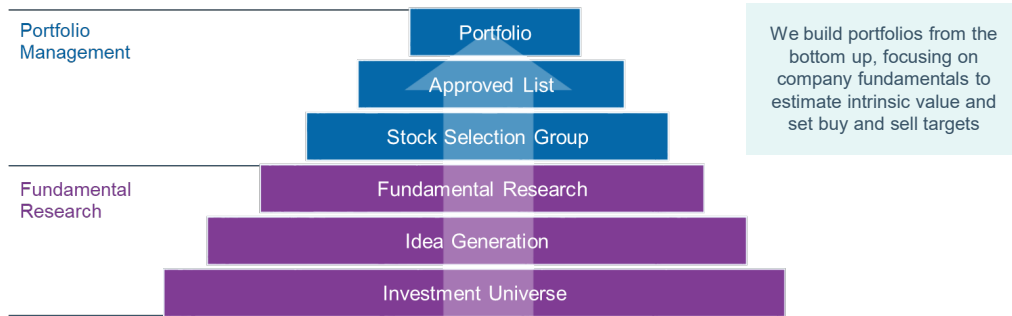 Portfolio
Management
Portfolio
Approved List
Stock Selection Group
Fundamental
Research
Fundamental Research
Idea Generation
Investment Universe
We build portfolios from the
bottom up, focusing on
company fundamentals to
estimate intrinsic value and
set buy and sell targets